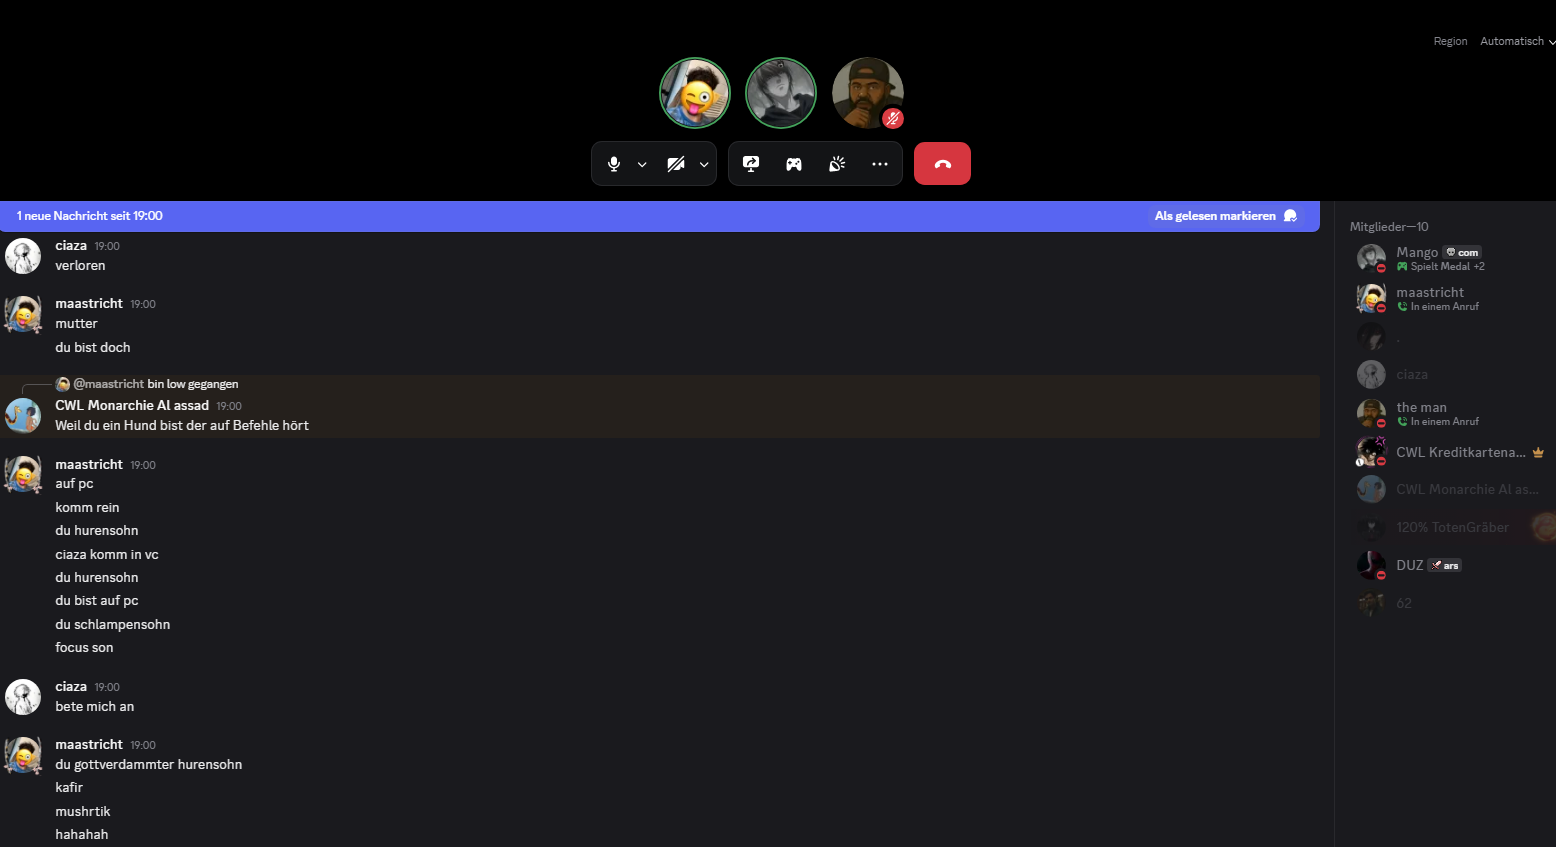 Region Automatisch
1 neue Nachricht seit 19:00
Als gelesen markieren
ciaza 19:00
verloren
maastricht 19:00
mutter
du bist doch
@maastricht bin low gegangen
CWL Monarchie Al assad 19:00
Weil du ein Hund bist der auf Befehle hört
maastricht 19:00
auf pc
komm rein
du hurensohn
ciaza komm in vc
du hurensohn
du bist auf pc
du schlampensohn
focus son
ciaza 19:00
bete mich an
maastricht 19:00
du gottverdammter hurensohn
kafir
mushrtik
hahahah
Mitglieder—10
Mango com
Spielt Medal +2
maastricht
In einem Anruf
.
ciaza
the man
In einem Anruf
CWL Kreditkartena...
CWL Monarchie Al as...
120% TotenGräber
DUZ ars
62